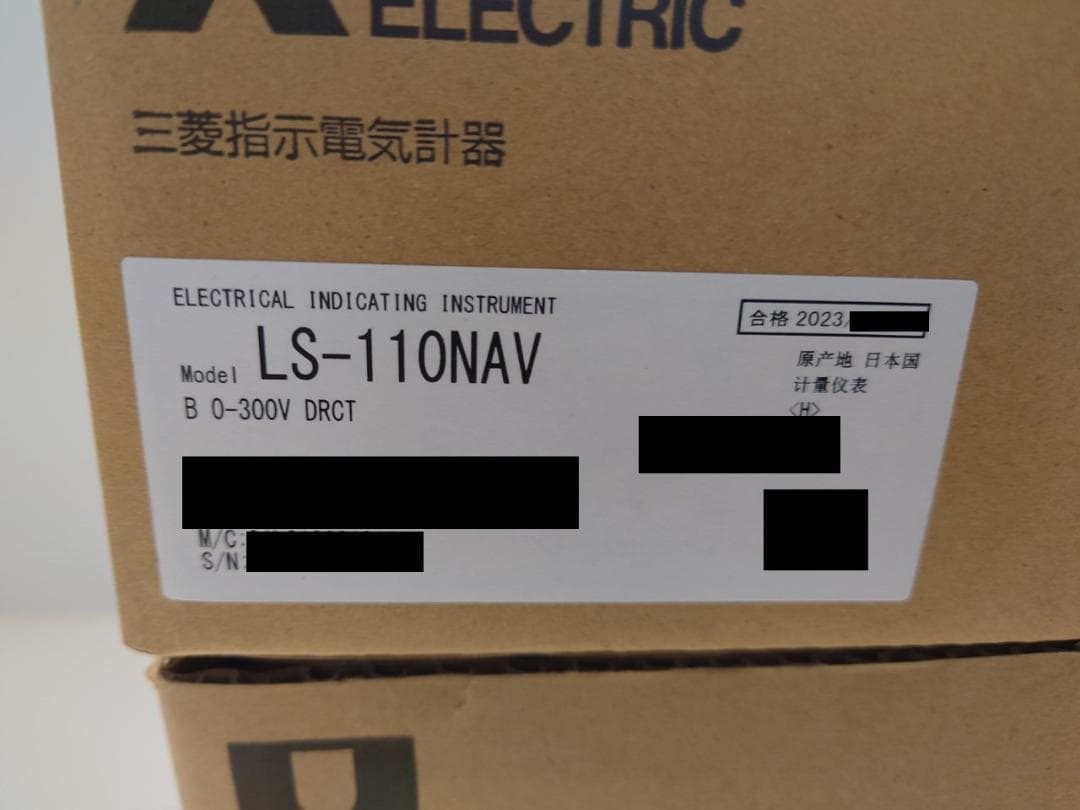 ELECTRIC
三菱指示電気計器
ELECTRICAL INDICATING INSTRUMENT
Model LS-110NAV
B 0-300V DRCT
合格 2023/
原产地 日本国
计量仪表
<H>
M/C:
S/N: